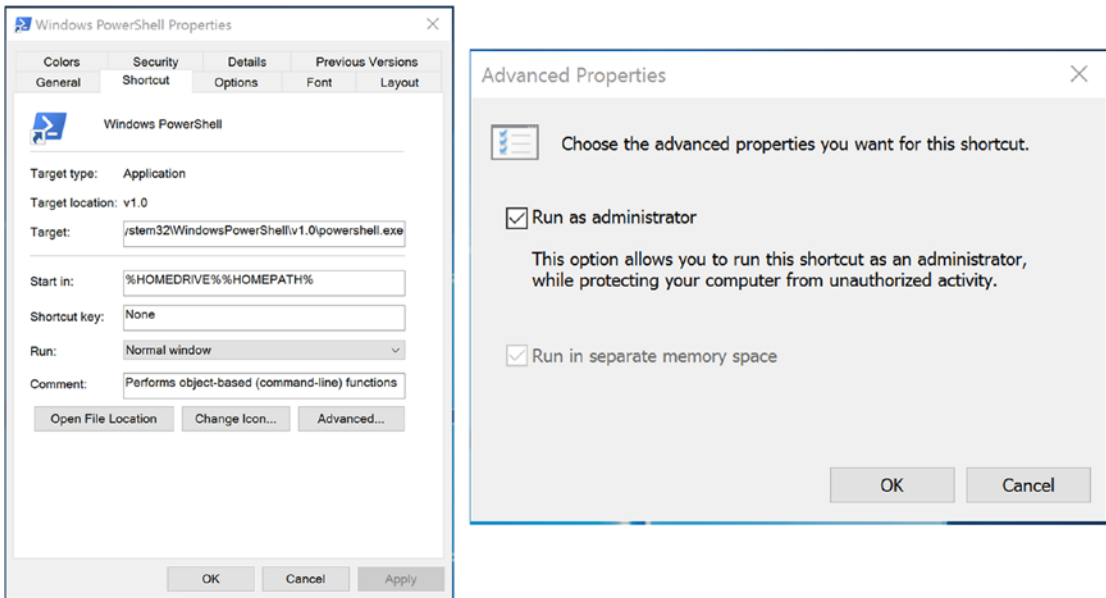 Windows PowerShell Properties
Colors Security Details Previous Versions
General Shortcut Options Font Layout
Windows PowerShell
Target type: Application
Target location: v1.0
Target: /stem32\WindowsPowerShell\v1.0\powershell.exe
Start in: %HOMEDRIVE%%HOMEPATH%
Shortcut key: None
Run: Normal window
Comment: Performs object-based (command-line) functions
Open File Location Change Icon... Advanced...
OK Cancel Apply
Advanced Properties
Choose the advanced properties you want for this shortcut.
Run as administrator
This option allows you to run this shortcut as an administrator,
while protecting your computer from unauthorized activity.
Run in separate memory space
OK Cancel